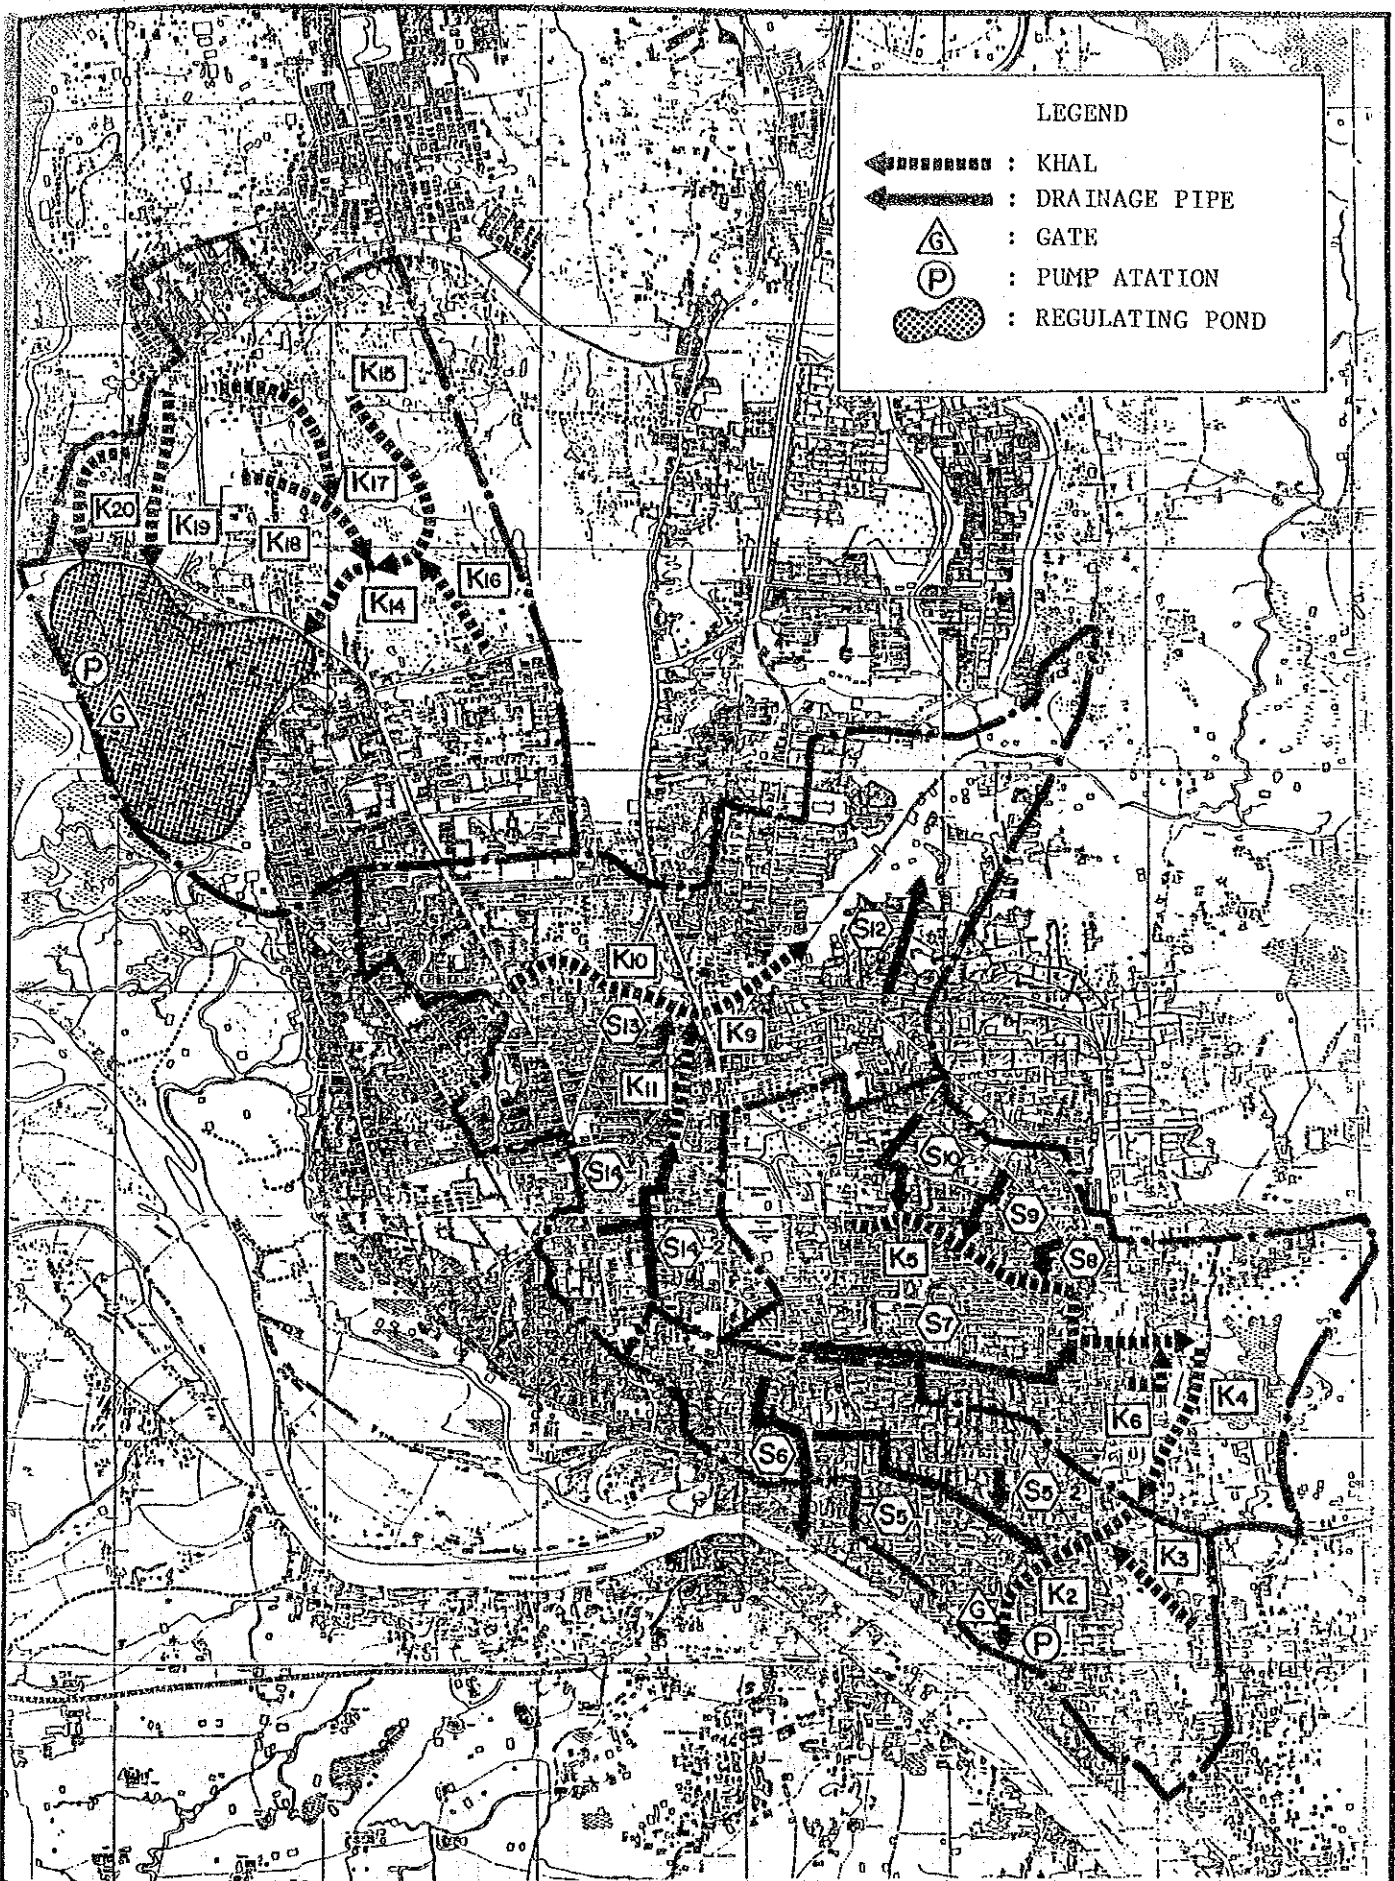 LEGEND
: KHAL
: DRAINAGE PIPE
G : GATE
P : PUMP ATATION
: REGULATING POND
K15
K17
K20
K19
K18
K16
K14
P
G
S12
K10
S13
K9
K11
S10
S14
S9
S14-2
K5
S8
S7
K4
K6
S6
S5-2
S5-1
K3
K2
G
P